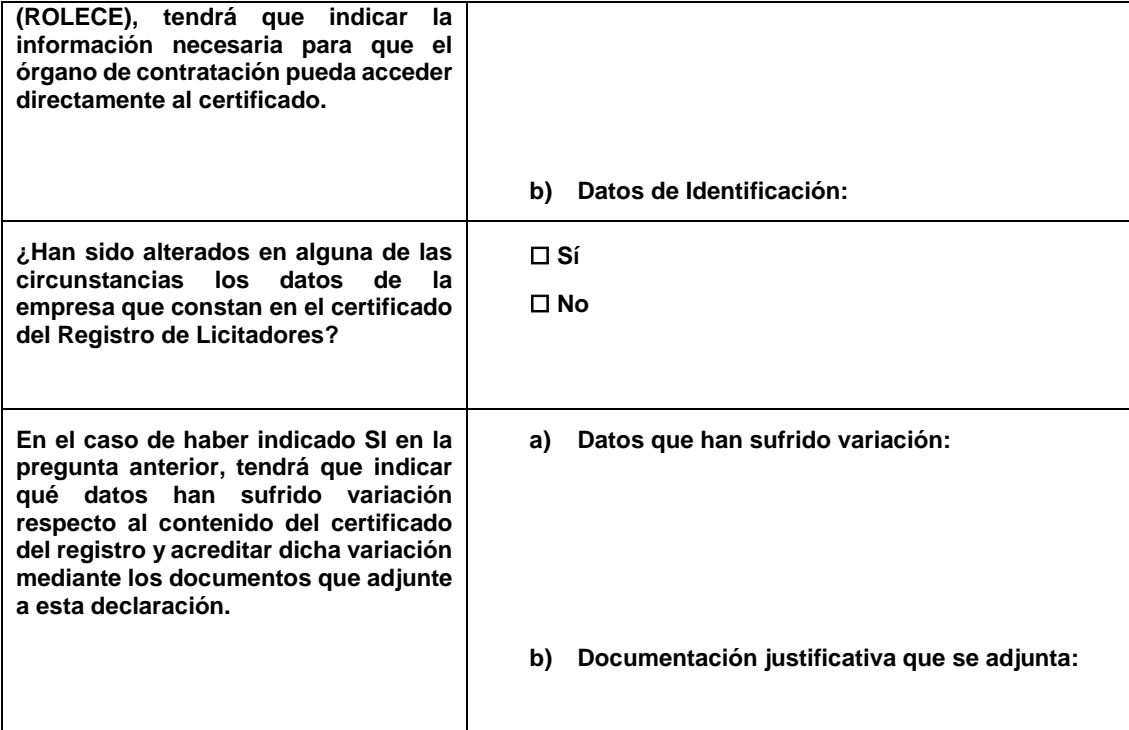 (ROLECE), tendrá que indicar la
información necesaria para que el
órgano de contratación pueda acceder
directamente al certificado.
b) Datos de Identificación:
¿Han sido alterados en alguna de las
circunstancias los datos de la
empresa que constan en el certificado
del Registro de Licitadores?
☐ Sí
☐ No
En el caso de haber indicado SI en la
pregunta anterior, tendrá que indicar
qué datos han sufrido variación
respecto al contenido del certificado
del registro y acreditar dicha variación
mediante los documentos que adjunte
a esta declaración.
a) Datos que han sufrido variación:
b) Documentación justificativa que se adjunta: